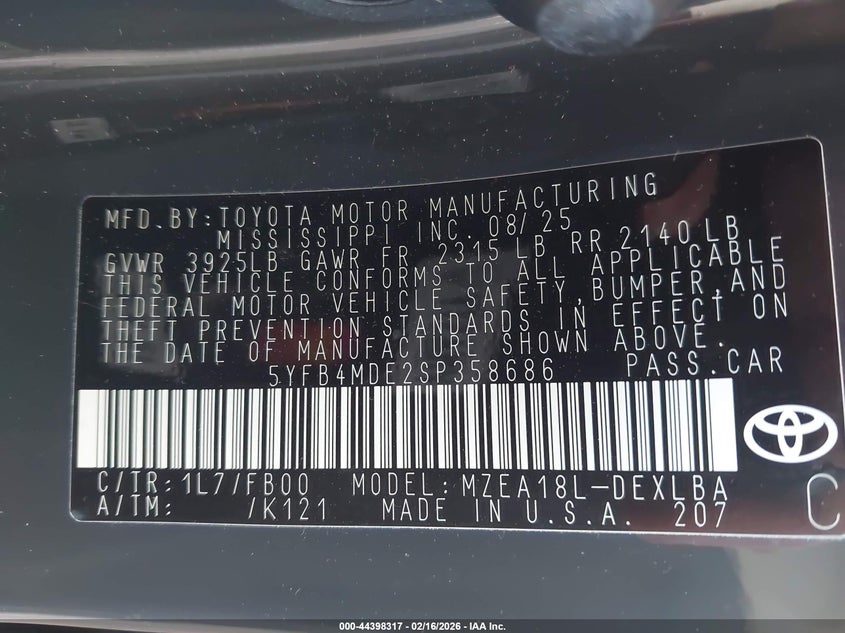 MFD. BY: TOYOTA MOTOR MANUFACTURING
MISSISSIPPI INC. 08/25
GVWR 3925LB GAWR FR 2315 LB RR 2140 LB
THIS VEHICLE CONFORMS TO ALL APPLICABLE
FEDERAL MOTOR VEHICLE SAFETY, BUMPER, AND
THEFT PREVENTION STANDARDS IN EFFECT ON
THE DATE OF MANUFACTURE SHOWN ABOVE.
5YFB4MDE2SP358686 PASS.CAR
C/TR: 1L7/FB00 MODEL: MZEA18L-DEXLBA
A/TM: /K121 MADE IN U.S.A. 207
C
000-44398317 - 02/16/2026 - IAA Inc.